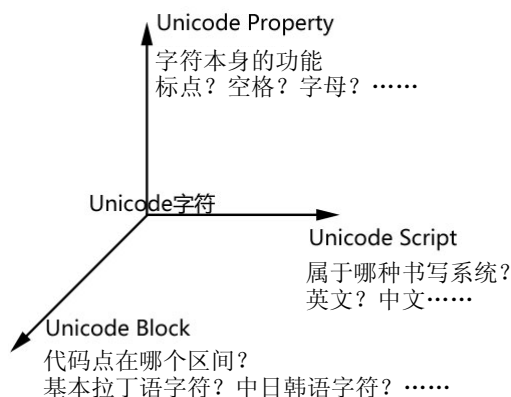 Unicode Property
字符本身的功能
标点？空格？字母？……
Unicode字符
Unicode Script
属于哪种书写系统？
英文？中文……
Unicode Block
代码点在哪个区间？
基本拉丁语字符？中日韩语字符？……